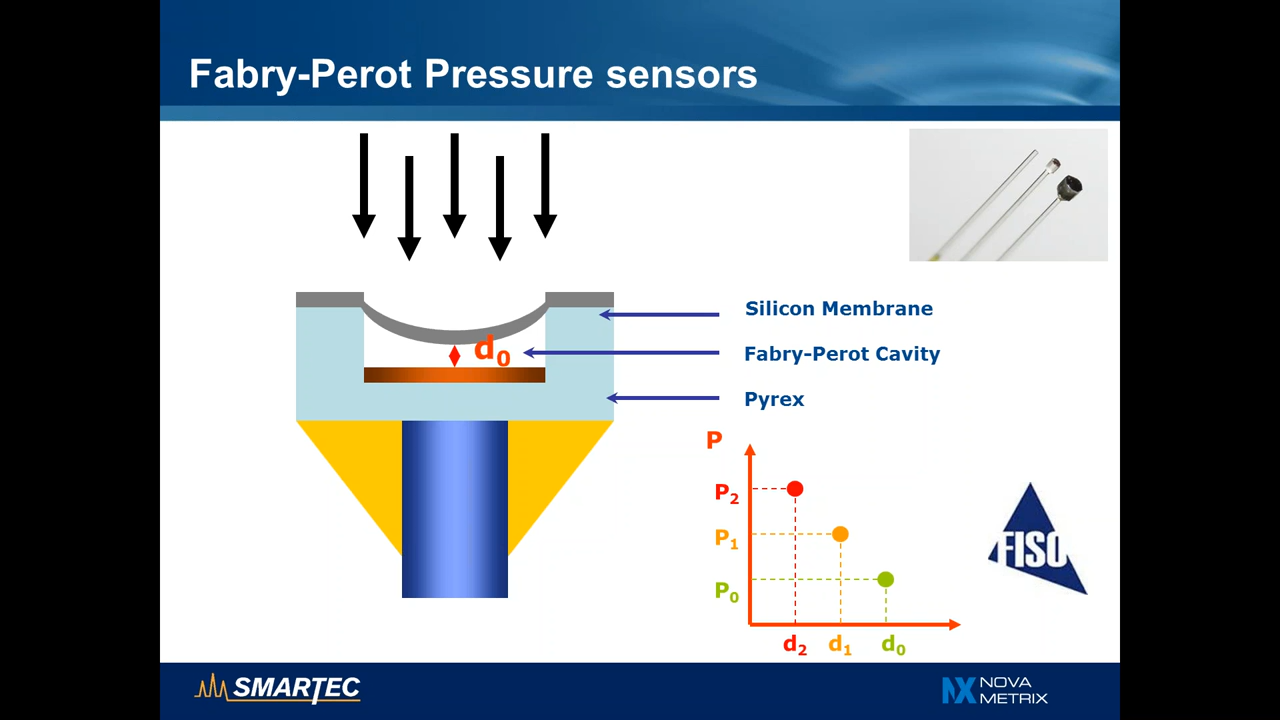 Fabry-Perot Pressure sensors
d₀
Silicon Membrane
Fabry-Perot Cavity
Pyrex
P
P₂
P₁
P₀
d₂ d₁ d₀
FISO
SMARTEC
NOVA
METRIX